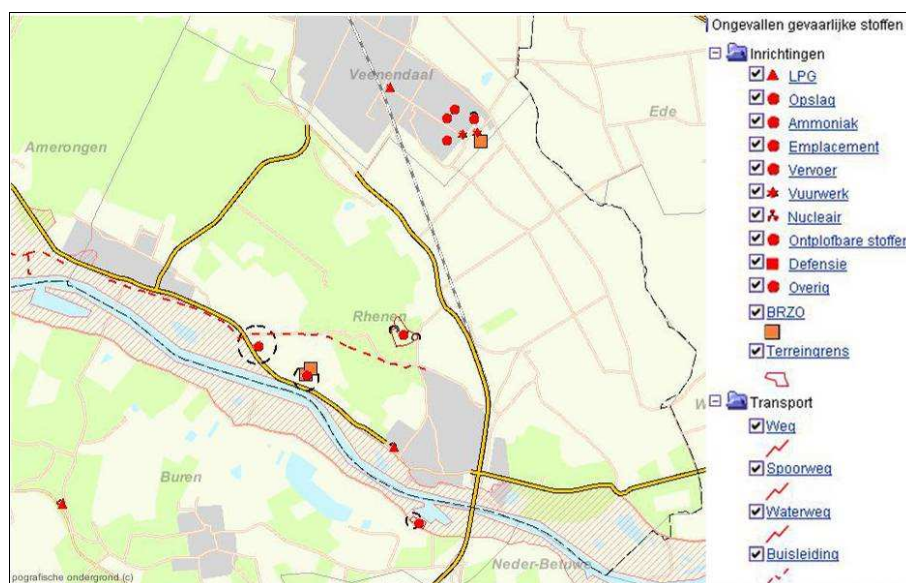 Ongevallen gevaarlijke stoffen
Inrichtingen
LPG
Opslag
Ammoniak
Emplacement
Vervoer
Vuurwerk
Nucleair
Ontplofbare stoffen
Defensie
Overig
BRZO
Terreingrens
Transport
Weg
Spoorweg
Waterweg
Buisleiding
Veenendaal
Ede
Amerongen
Rhenen
W
Buren
Neder-Betuwe
pografische ondergrond (c)